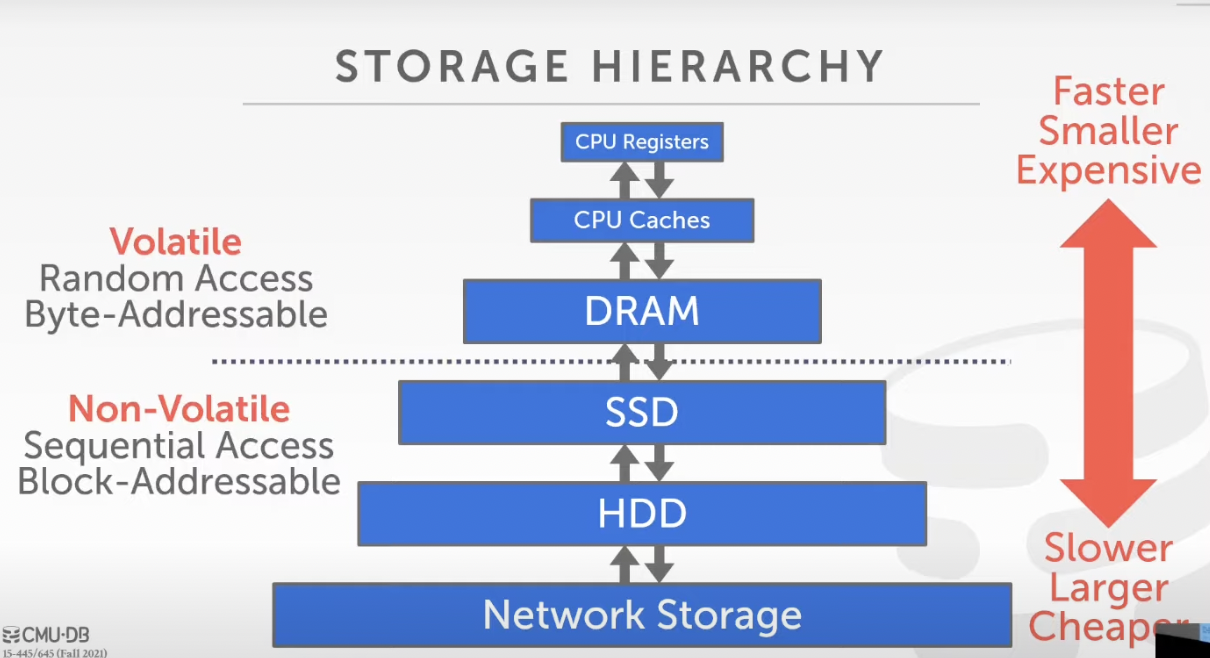 STORAGE HIERARCHY
Faster
Smaller
Expensive
CPU Registers
CPU Caches
Volatile
Random Access
Byte-Addressable
DRAM
Non-Volatile
Sequential Access
Block-Addressable
SSD
HDD
Slower
Larger
Cheaper
Network Storage
CMU·DB
15-445/645 (Fall 2021)